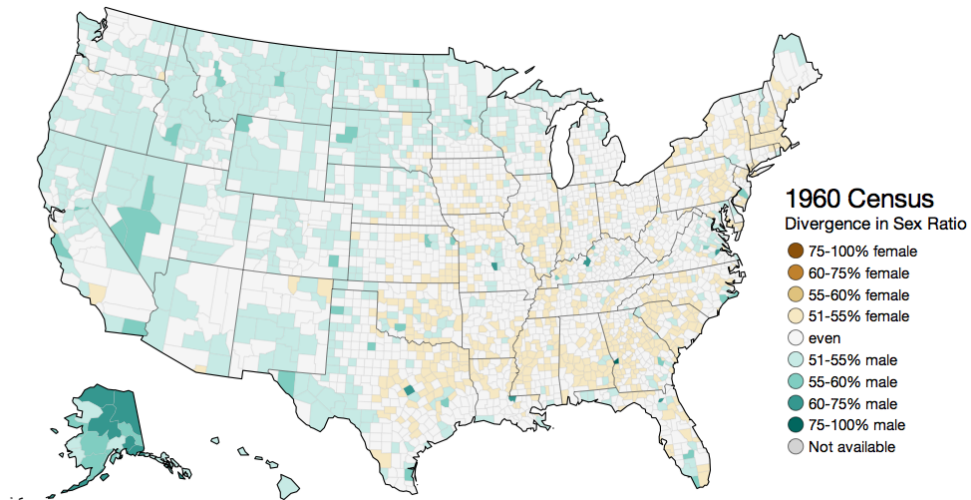 1960 Census
Divergence in Sex Ratio
75-100% female
60-75% female
55-60% female
51-55% female
even
51-55% male
55-60% male
60-75% male
75-100% male
Not available